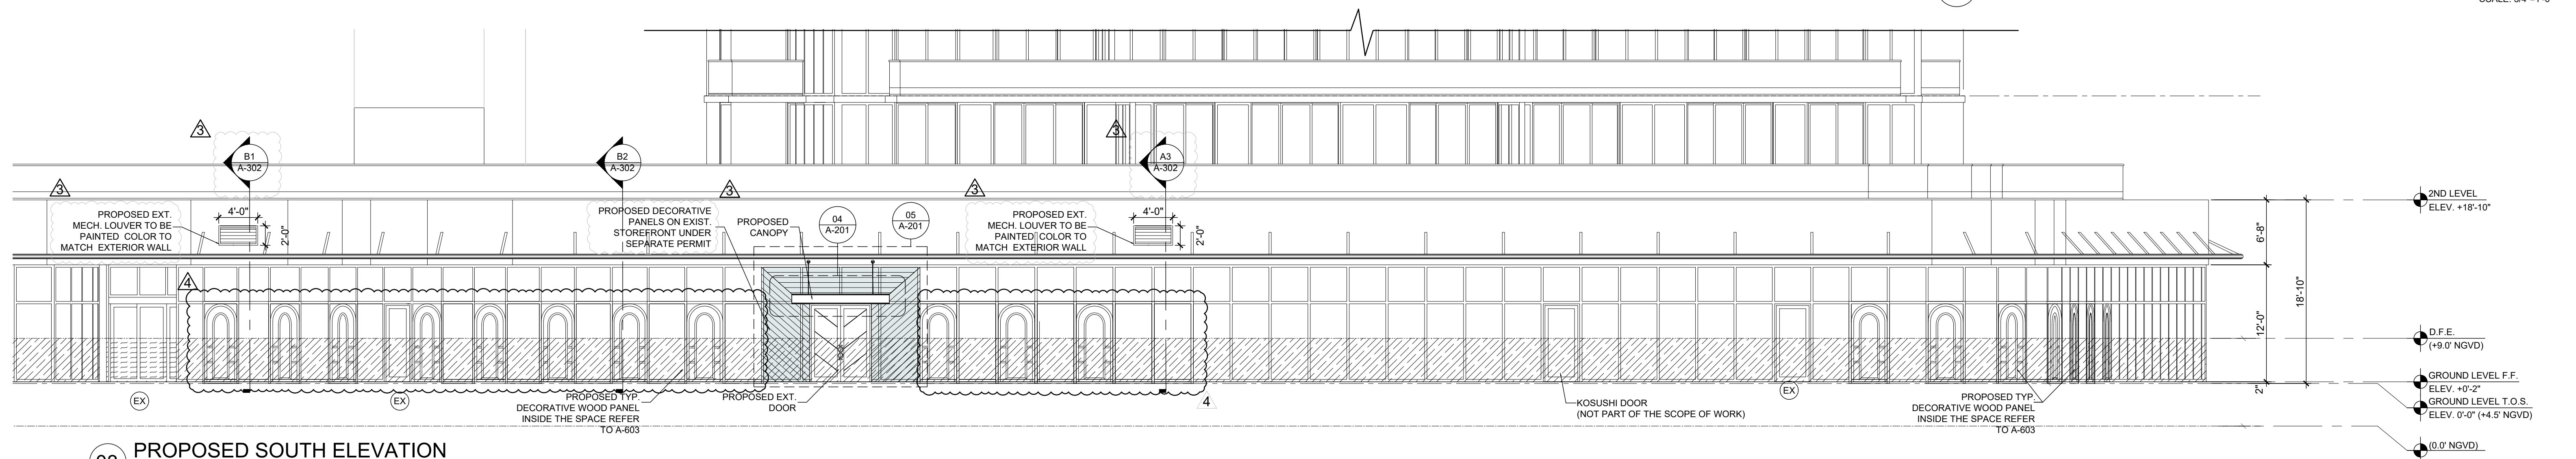 3
3
B1
A-302
B2
A-302
A3
A-302
3
3
3
2ND LEVEL
ELEV. +18'-10"
PROPOSED EXT.
MECH. LOUVER TO BE
PAINTED COLOR TO
MATCH EXTERIOR WALL
4'-0"
2'-0"
PROPOSED DECORATIVE
PANELS ON EXIST.
STOREFRONT UNDER
SEPARATE PERMIT
PROPOSED
CANOPY
04
A-201
05
A-201
PROPOSED EXT.
MECH. LOUVER TO BE
PAINTED COLOR TO
MATCH EXTERIOR WALL
4'-0"
2'-0"
6'-8"
18'-10"
12'-0"
2"
4
D.F.E.
(+9.0' NGVD)
GROUND LEVEL F.F.
ELEV. +0'-2"
GROUND LEVEL T.O.S.
ELEV. 0'-0" (+4.5' NGVD)
(0.0' NGVD)
EX
EX
EX
PROPOSED TYP.
DECORATIVE WOOD PANEL
INSIDE THE SPACE REFER
TO A-603
PROPOSED EXT.
DOOR
4
KOSUSHI DOOR
(NOT PART OF THE SCOPE OF WORK)
PROPOSED TYP.
DECORATIVE WOOD PANEL
INSIDE THE SPACE REFER
TO A-603
PROPOSED SOUTH ELEVATION